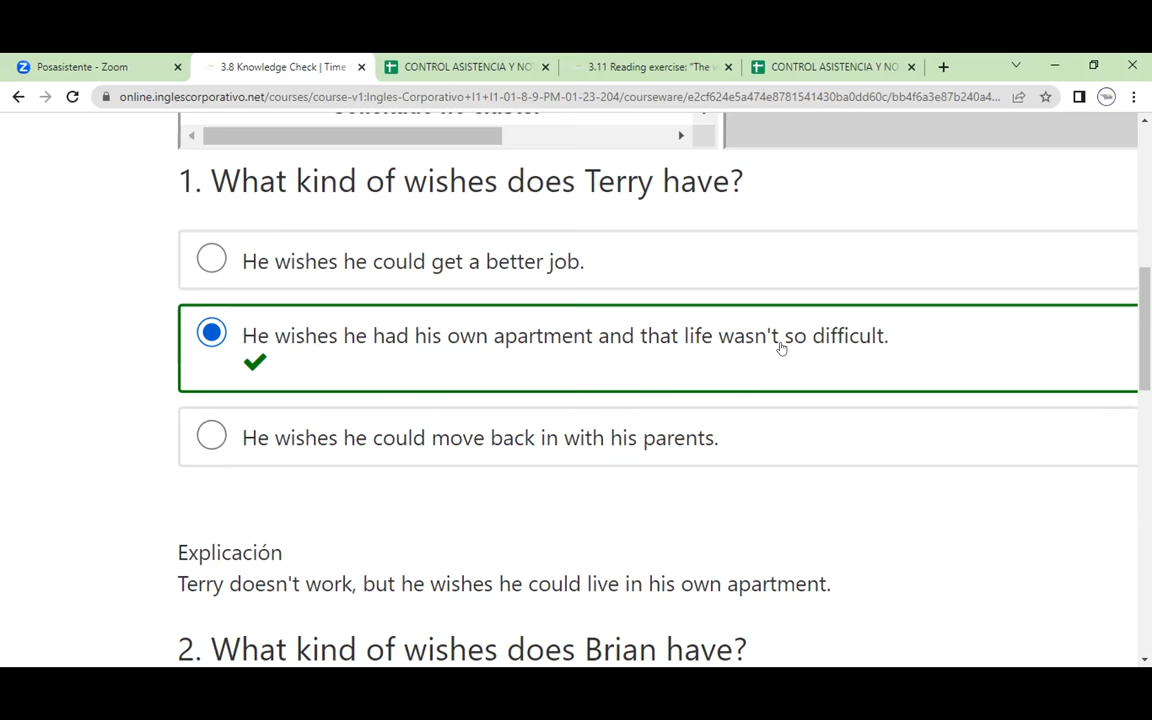 Posasistente - Zoom
3.8 Knowledge Check | Time
CONTROL ASISTENCIA Y NO
3.11 Reading exercise: "The
CONTROL ASISTENCIA Y NO
online.inglescorporativo.net/courses/course-v1:Ingles-Corporativo+I1+I1-01-8-9-PM-01-23-204/courseware/e2cf624e5a474e8781541430ba0dd60c/bb4f6a3e87b240a4...
1. What kind of wishes does Terry have?
He wishes he could get a better job.
He wishes he had his own apartment and that life wasn't so difficult.
He wishes he could move back in with his parents.
Explicación
Terry doesn't work, but he wishes he could live in his own apartment.
2. What kind of wishes does Brian have?